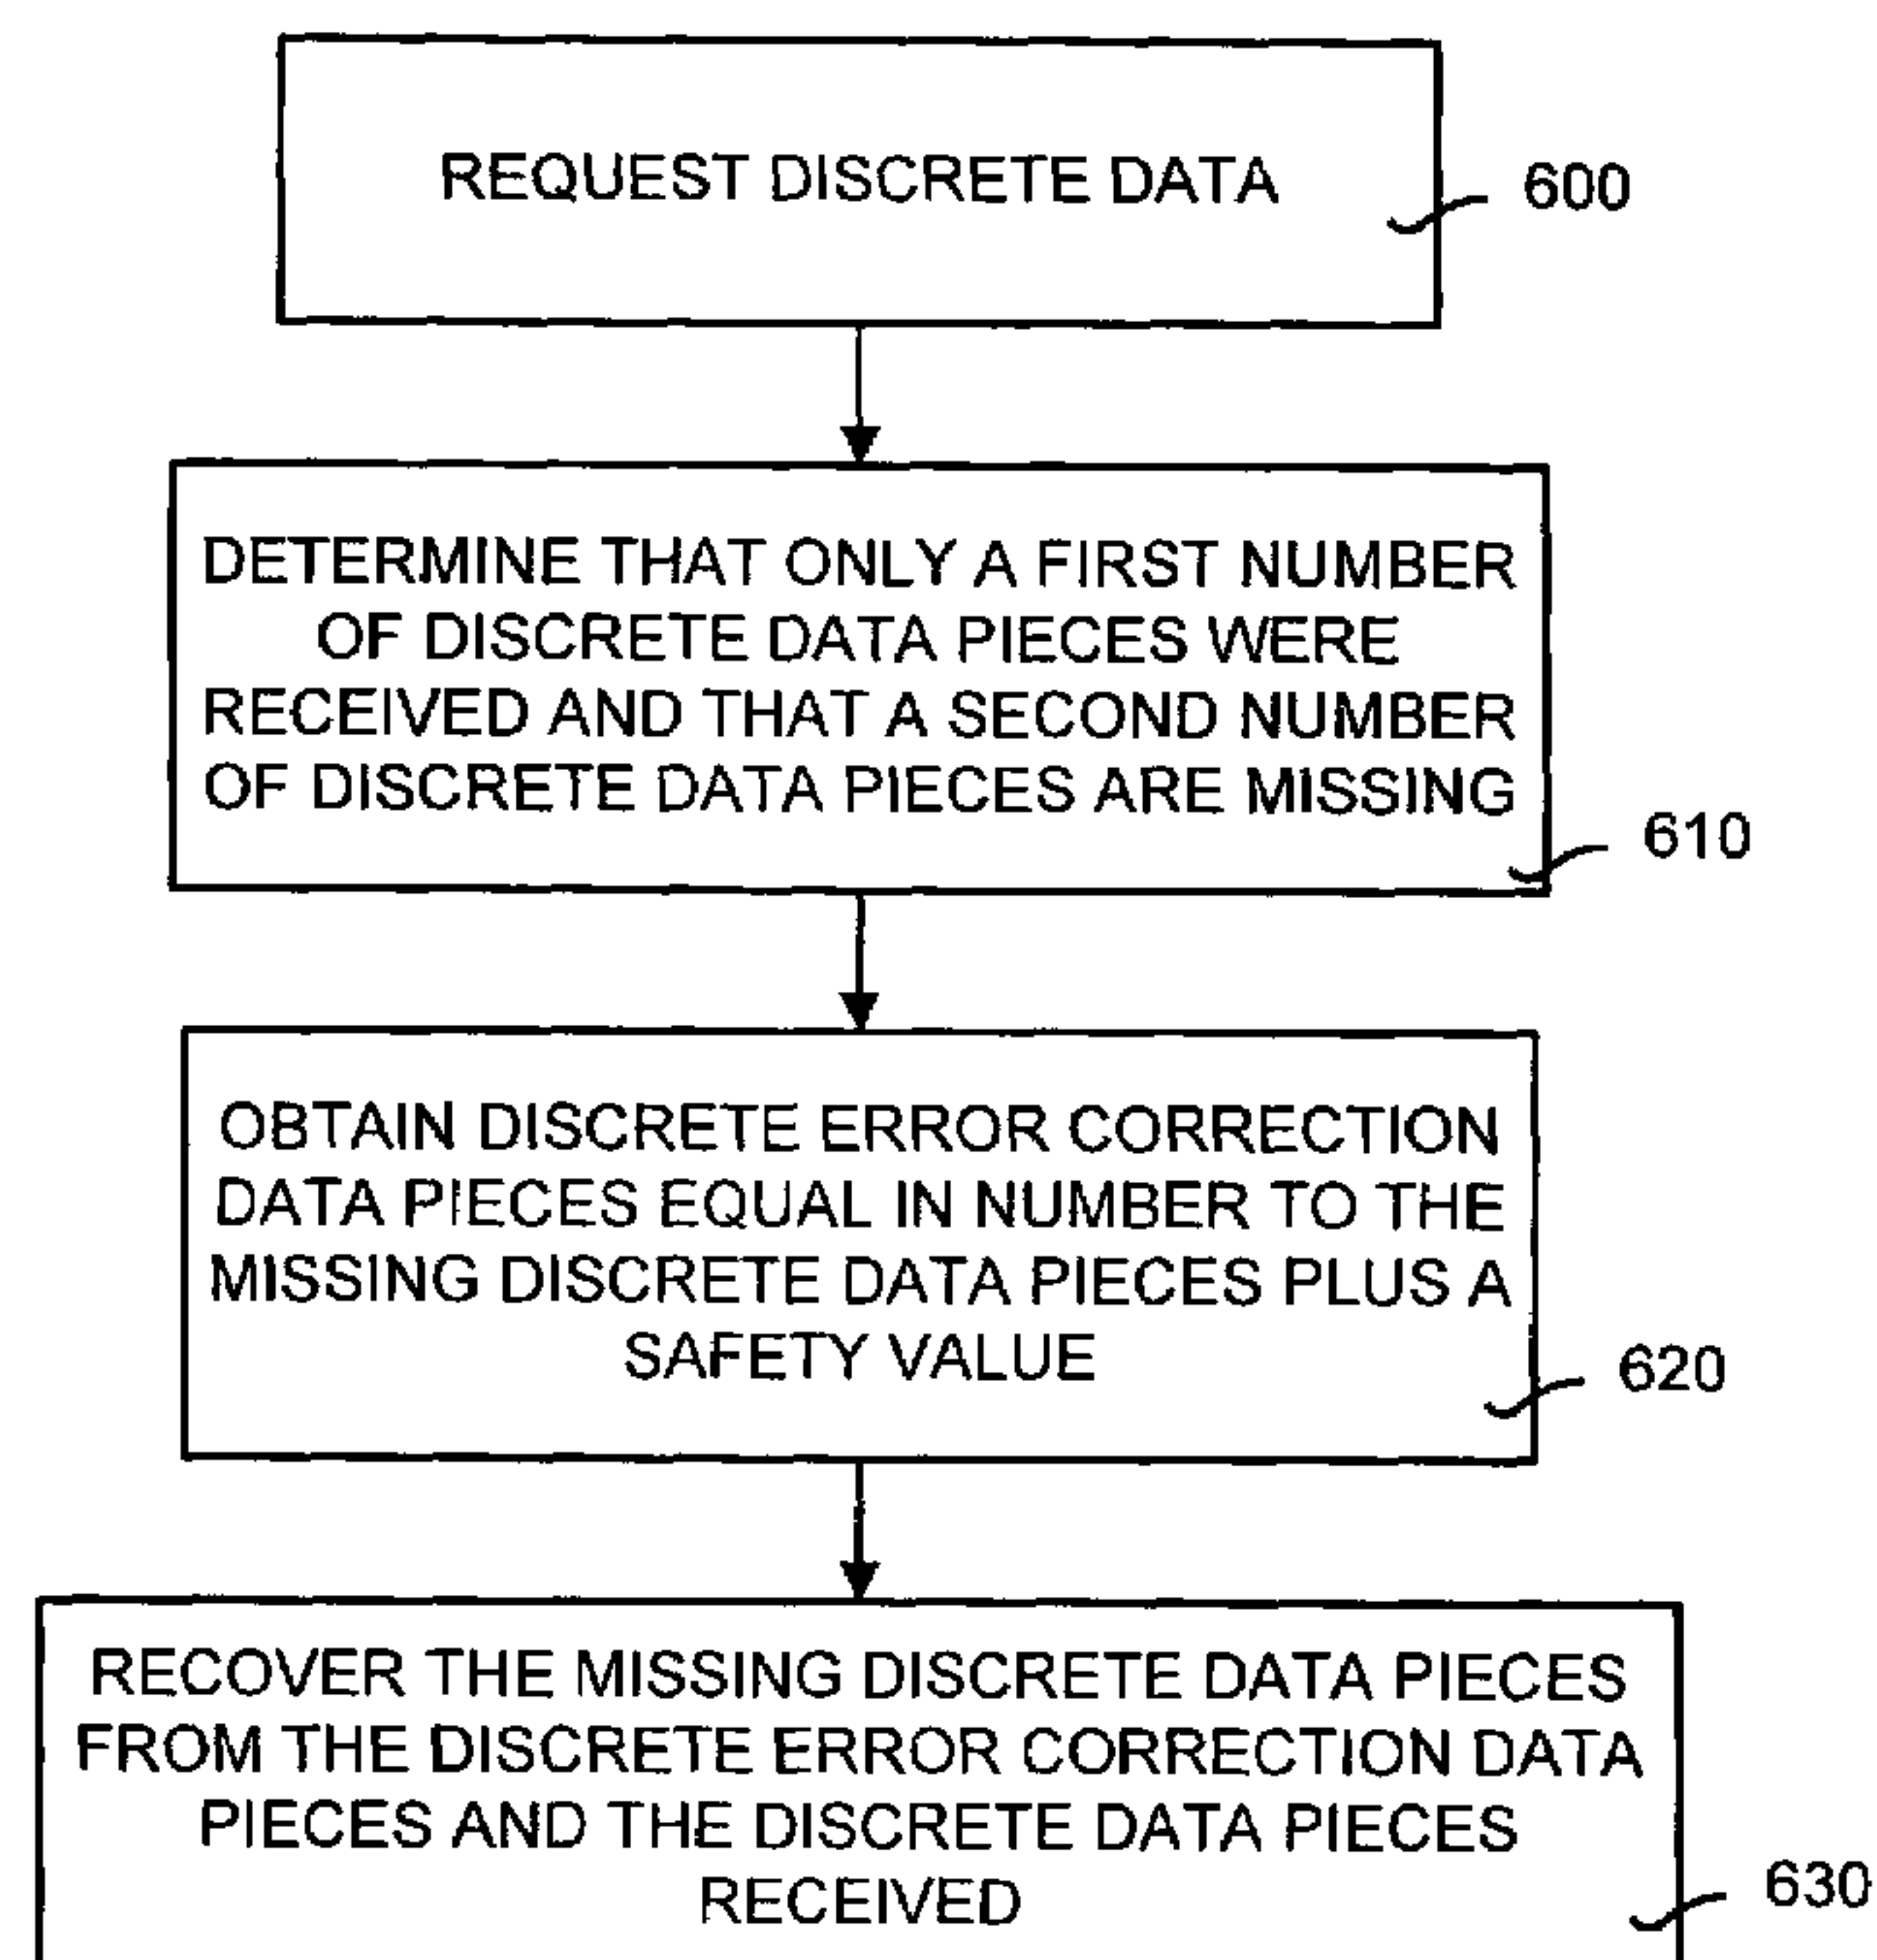 REQUEST DISCRETE DATA
600
DETERMINE THAT ONLY A FIRST NUMBER
OF DISCRETE DATA PIECES WERE
RECEIVED AND THAT A SECOND NUMBER
OF DISCRETE DATA PIECES ARE MISSING
610
OBTAIN DISCRETE ERROR CORRECTION
DATA PIECES EQUAL IN NUMBER TO THE
MISSING DISCRETE DATA PIECES PLUS A
SAFETY VALUE
620
RECOVER THE MISSING DISCRETE DATA PIECES
FROM THE DISCRETE ERROR CORRECTION DATA
PIECES AND THE DISCRETE DATA PIECES
RECEIVED
630